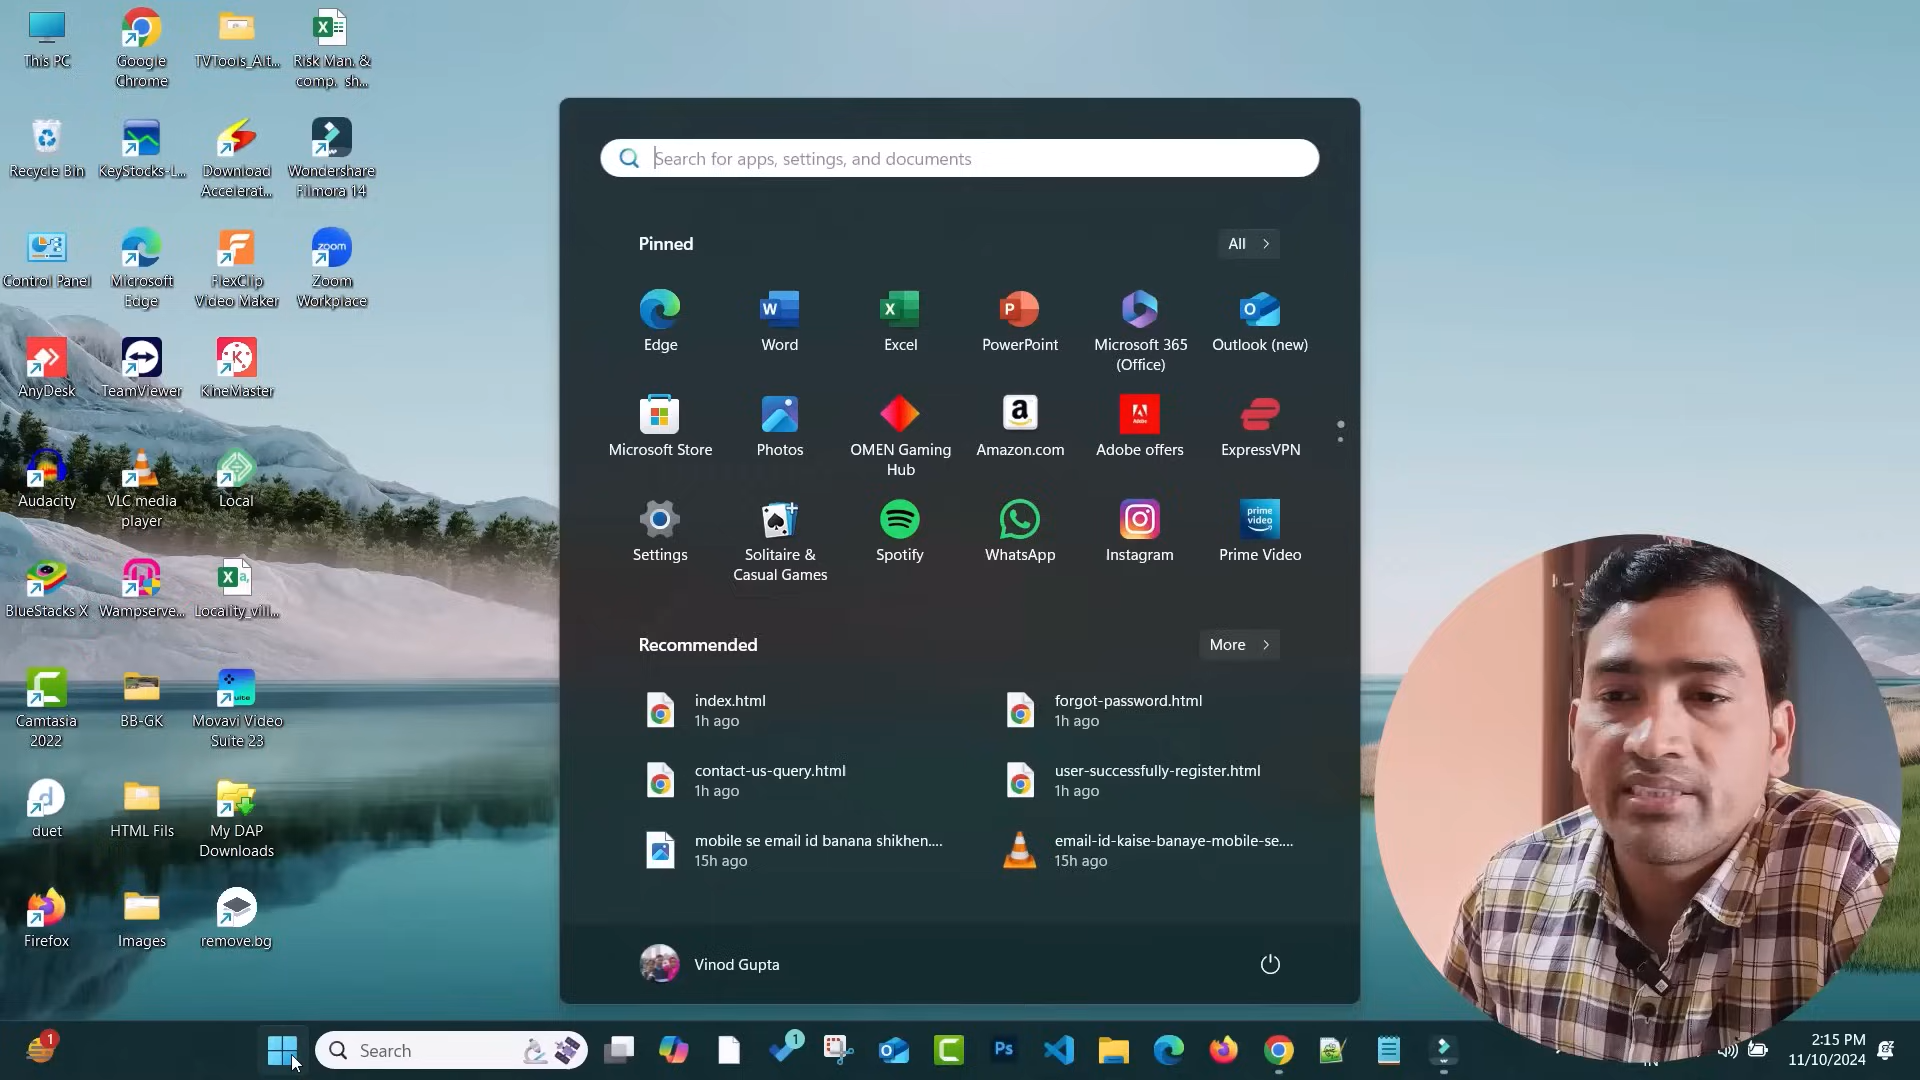 This PC
Google
Chrome
TVTools_Alt...
Risk Man. &
comp. sh...
Recycle Bin
KeyStocks-L...
Download
Accelerat...
Wondershare
Filmora 14
Control Panel
Microsoft
Edge
FlexClip
Video Maker
zoom
Zoom
Workplace
AnyDesk
TeamViewer
KineMaster
Audacity
VLC media
player
Local
BlueStacks X
Wampserve...
Locality_vill...
Camtasia
2022
BB-GK
Movavi Video
Suite 23
duet
HTML Fils
My DAP
Downloads
Firefox
Images
remove.bg
Search for apps, settings, and documents
Pinned
All
Edge
Word
Excel
PowerPoint
Microsoft 365
(Office)
Outlook (new)
Microsoft Store
Photos
OMEN Gaming
Hub
Amazon.com
Adobe offers
ExpressVPN
Settings
Solitaire &
Casual Games
Spotify
WhatsApp
Instagram
prime
video
Prime Video
Recommended
More
index.html
1h ago
forgot-password.html
1h ago
contact-us-query.html
1h ago
user-successfully-register.html
1h ago
mobile se email id banana shikhen....
15h ago
email-id-kaise-banaye-mobile-se....
15h ago
Vinod Gupta
1
Search
1
Ps
2:15 PM
11/10/2024